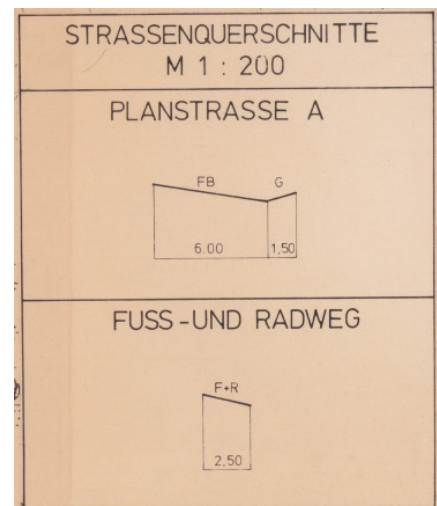 STRASSENQUERSCHNITTE
M 1 : 200
PLANSTRASSE A
FB G
6.00 1,50
FUSS-UND RADWEG
F+R
2,50